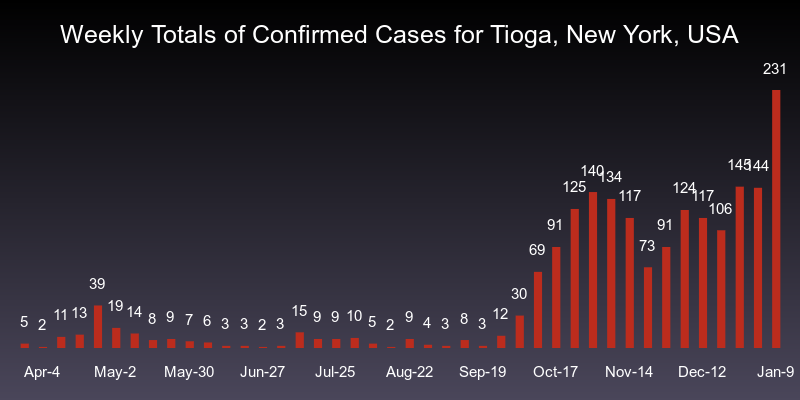 Weekly Totals of Confirmed Cases for Tioga, New York, USA
5 2 11 13 39 19 14 8 9 7 6 3 3 2 3 15 9 9 10 5 2 9 4 3 8 3 12 30 69 91 125 140 134 117 73 91 124 117 106 145 144 231
Apr-4 May-2 May-30 Jun-27 Jul-25 Aug-22 Sep-19 Oct-17 Nov-14 Dec-12 Jan-9